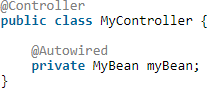 @Controller
public class MyController {
@Autowired
private MyBean myBean;
}